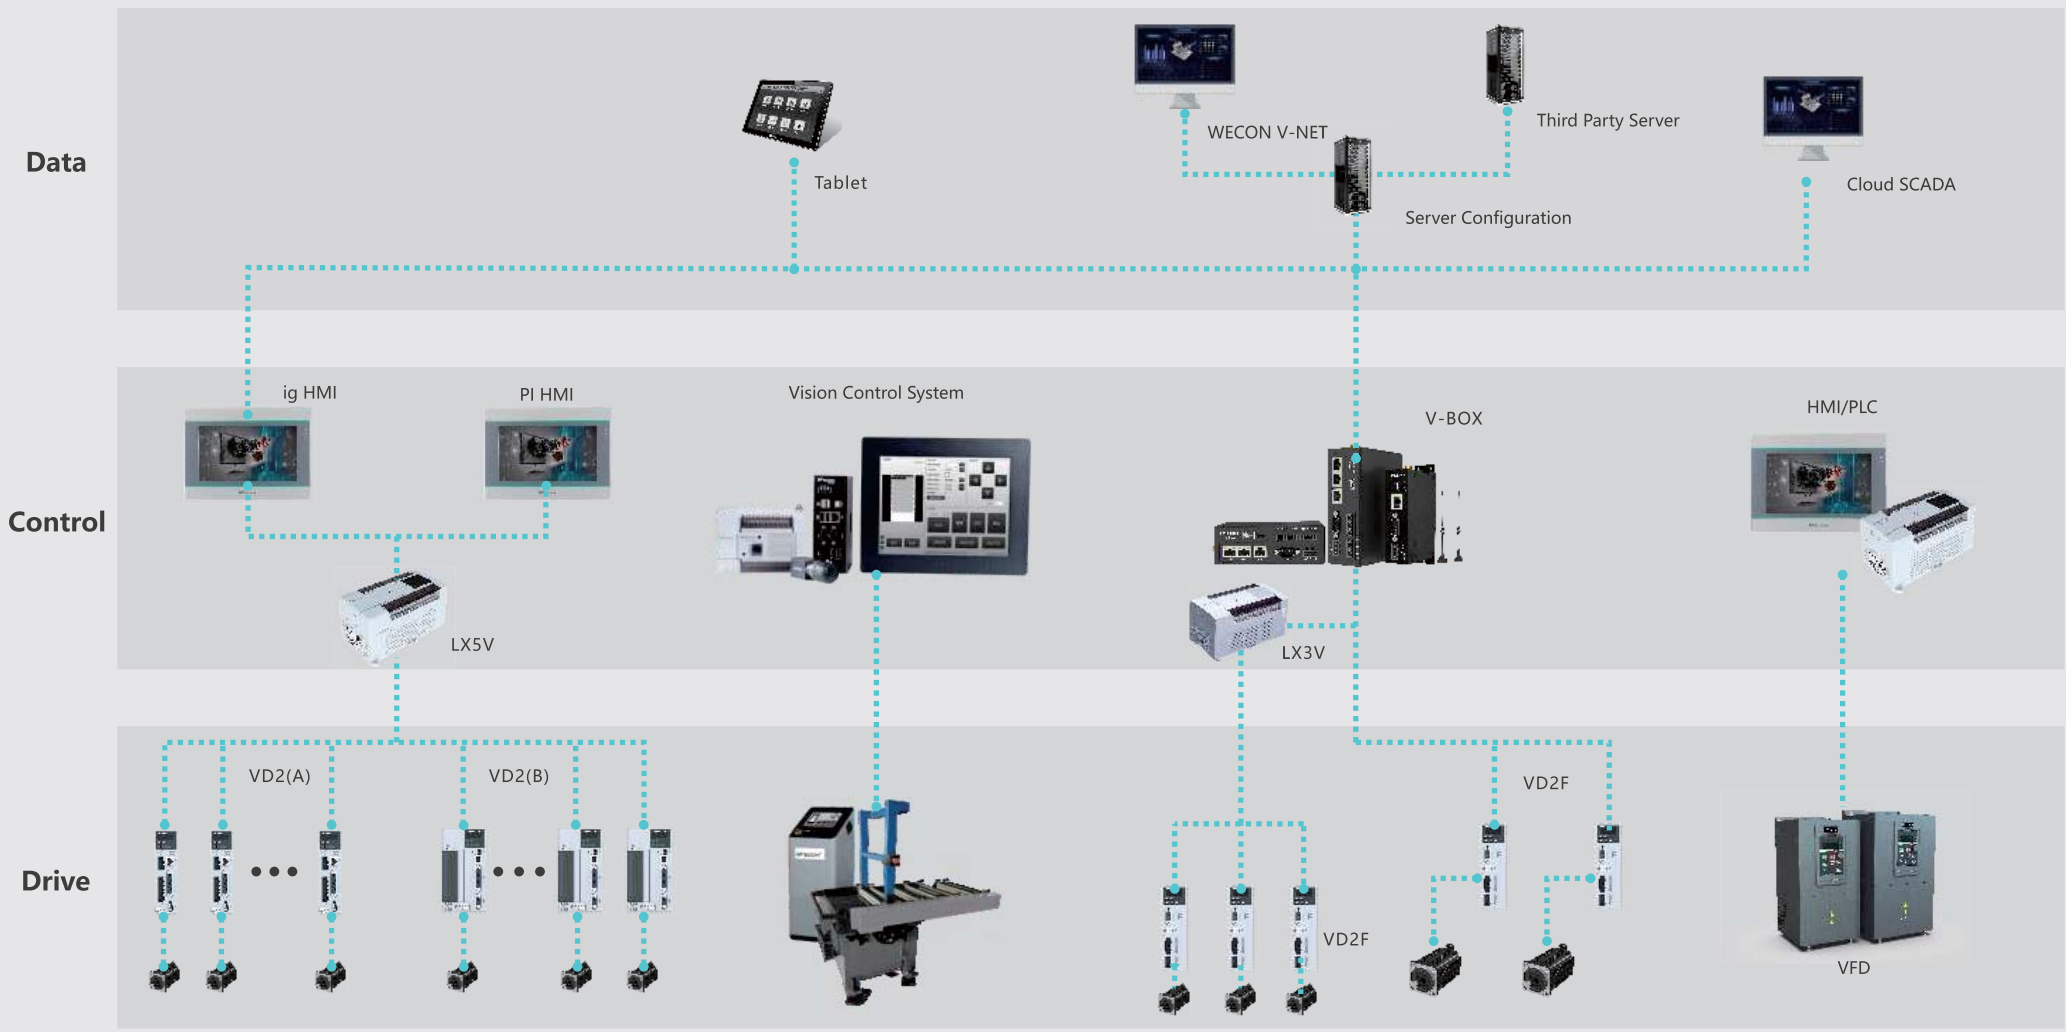 Data
WECON V-NET
Third Party Server
Tablet
Cloud SCADA
Server Configuration
Control
ig HMI
PI HMI
Vision Control System
V-BOX
HMI/PLC
LX5V
LX3V
Drive
VD2(A)
VD2(B)
VD2F
VD2F
VFD